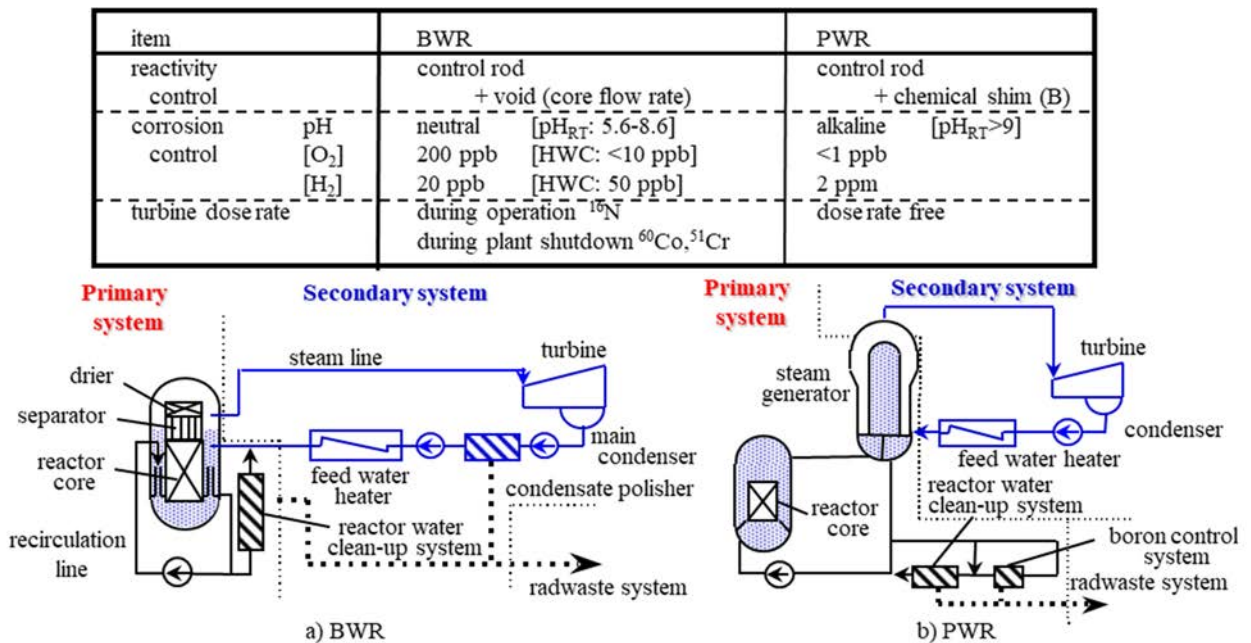 item BWR PWR
reactivity control rod control rod
control + void (core flow rate) + chemical shim (B)
corrosion pH neutral [pH_RT: 5.6-8.6] alkaline [pH_RT>9]
control [O₂] 200 ppb [HWC: <10 ppb] <1 ppb
[H₂] 20 ppb [HWC: 50 ppb] 2 ppm
turbine dose rate during operation ¹⁶N dose rate free
during plant shutdown ⁶⁰Co,⁵¹Cr
Primary
system
Secondary system
steam line
turbine
drier
separator
reactor
core
main
condenser
feed water
heater
condensate polisher
reactor water
clean-up system
recirculation
line
radwaste system
a) BWR
Primary
system
Secondary system
turbine
steam
generator
condenser
feed water heater
reactor water
clean-up system
reactor
core
boron control
system
radwaste system
b) PWR